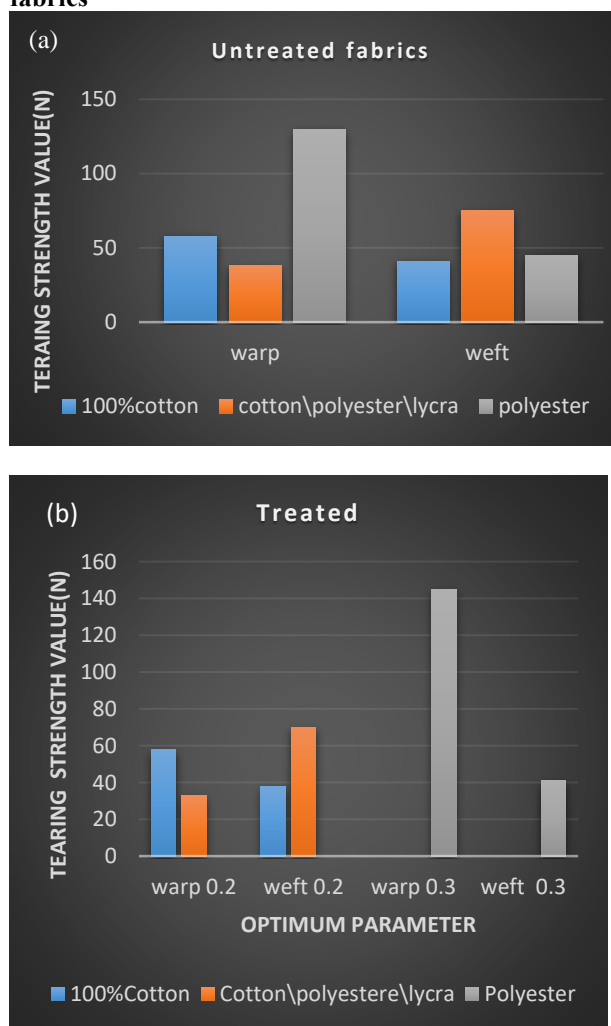 fabrics
(a)
Untreated fabrics
TERAING STRENGTH VALUE(N)
150
100
50
0
warp weft
100%cotton cotton\polyester\lycra polyester
(b)
Treated
TEARING STRENGTH VALUE(N)
160
140
120
100
80
60
40
20
0
warp 0.2 weft 0.2 warp 0.3 weft 0.3
OPTIMUM PARAMETER
100%Cotton Cotton\polyestere\lycra Polyester